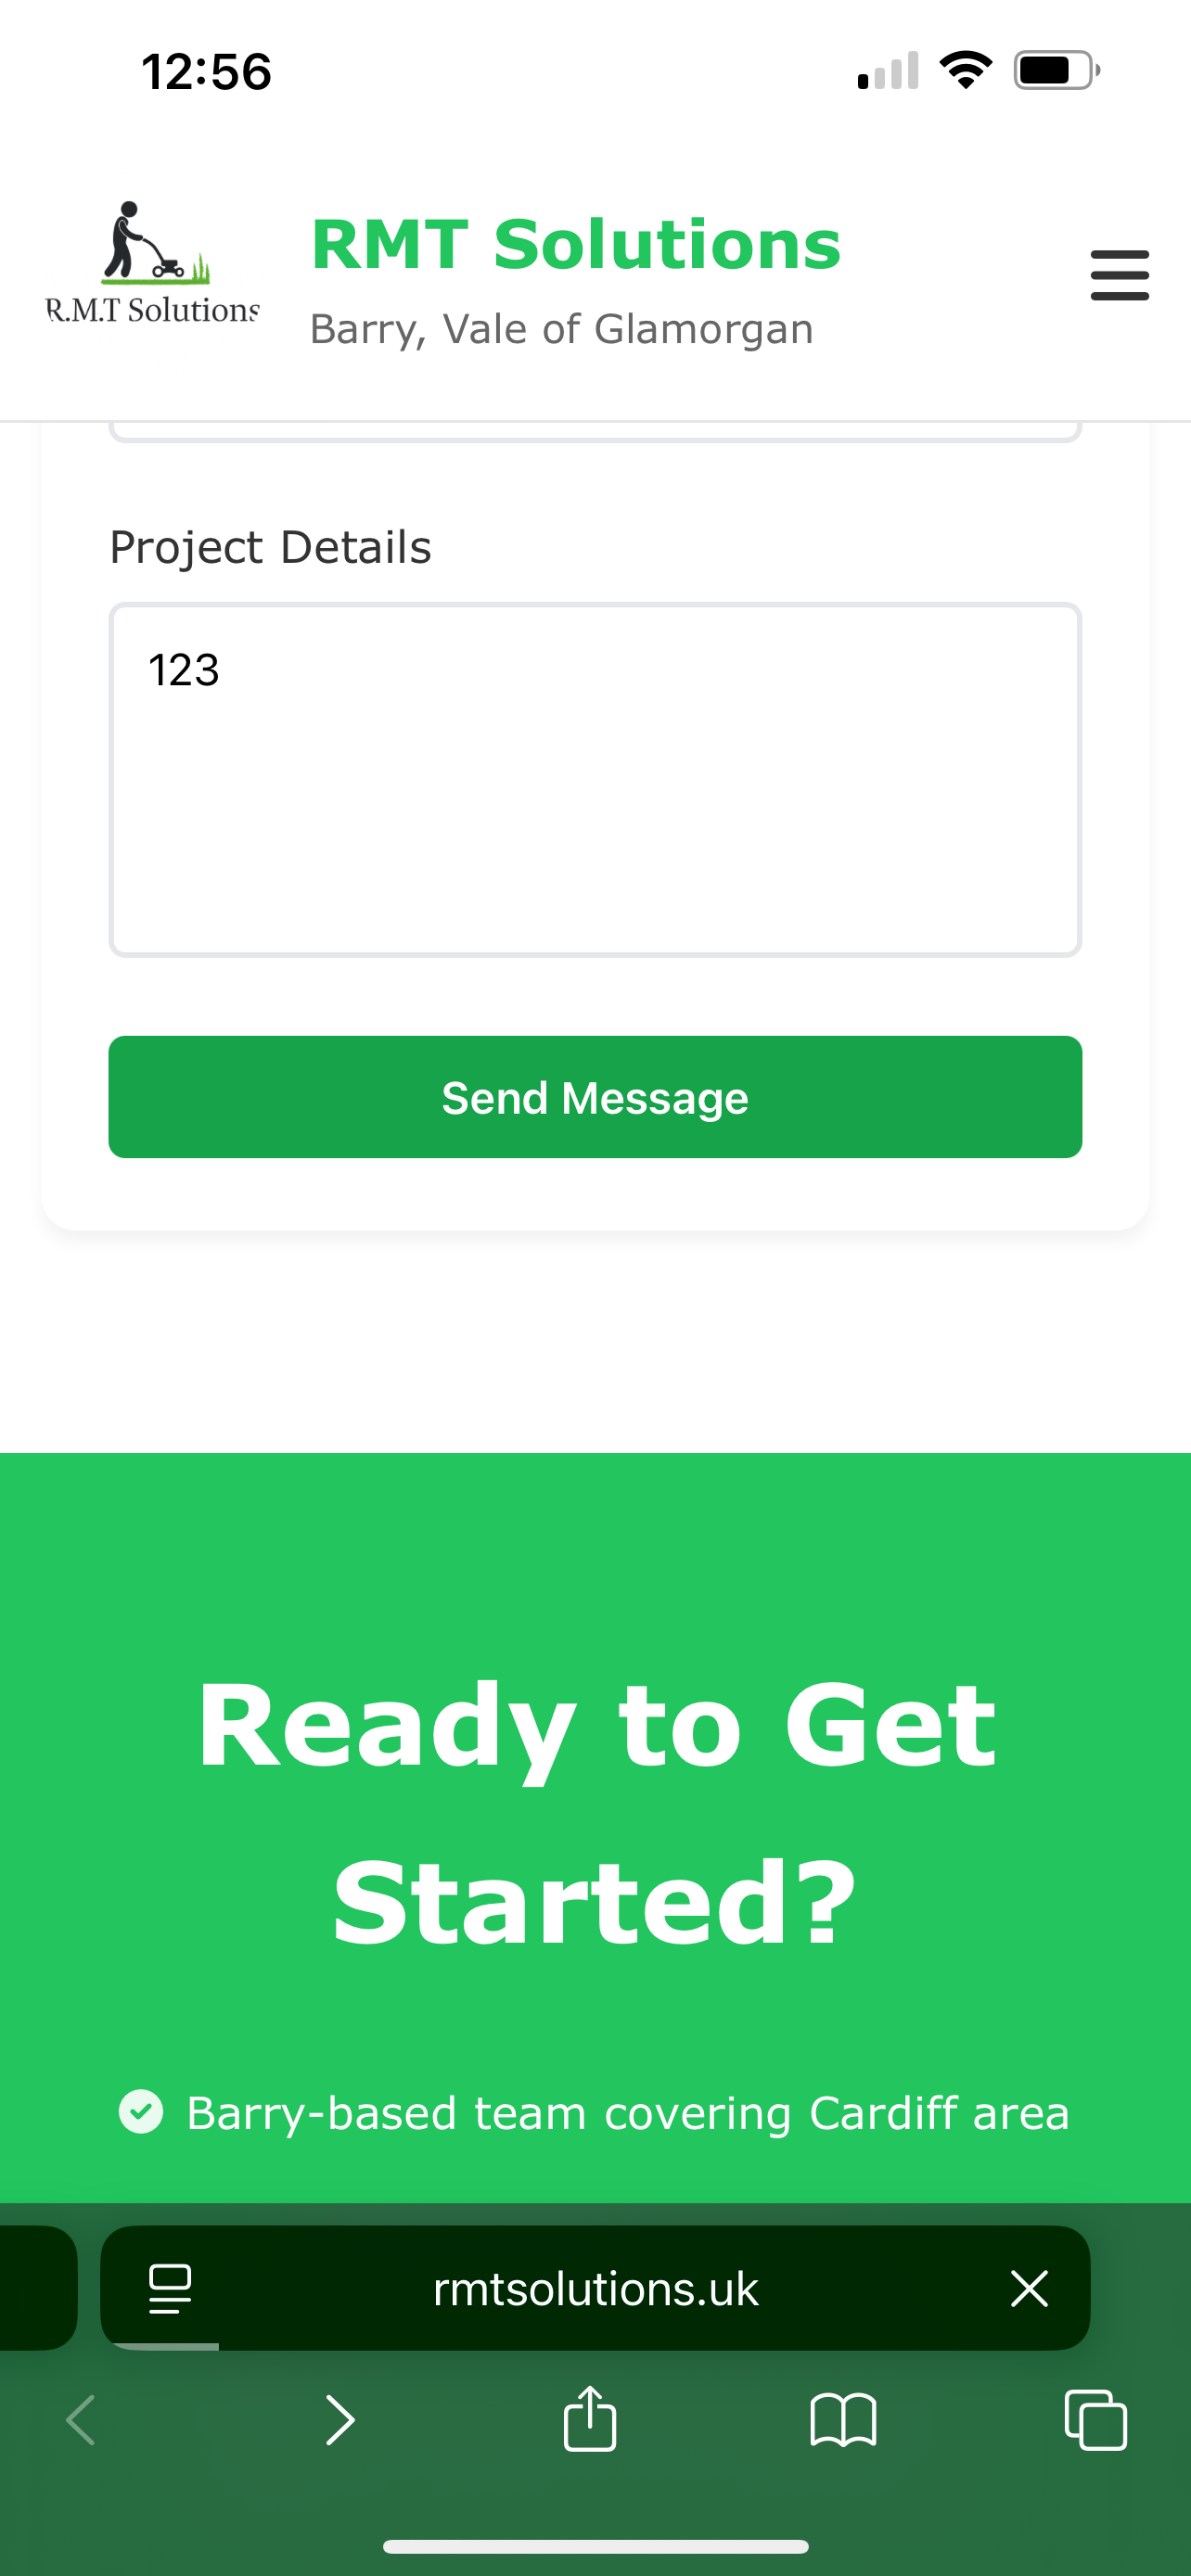 12:56
R.M.T Solutions
RMT Solutions
Barry, Vale of Glamorgan
Project Details
123
Send Message
Ready to Get
Started?
Barry-based team covering Cardiff area
rmtsolutions.uk